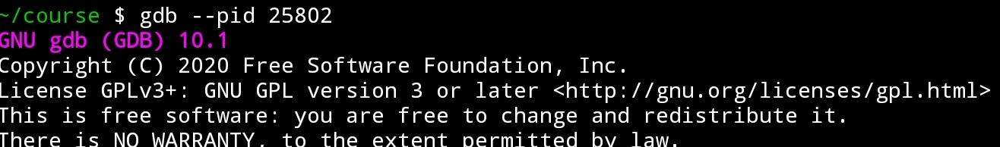 ~/course $ gdb --pid 25802
GNU gdb (GDB) 10.1
Copyright (C) 2020 Free Software Foundation, Inc.
License GPLv3+: GNU GPL version 3 or later <http://gnu.org/licenses/gpl.html>
This is free software: you are free to change and redistribute it.
There is NO WARRANTY, to the extent permitted by law.